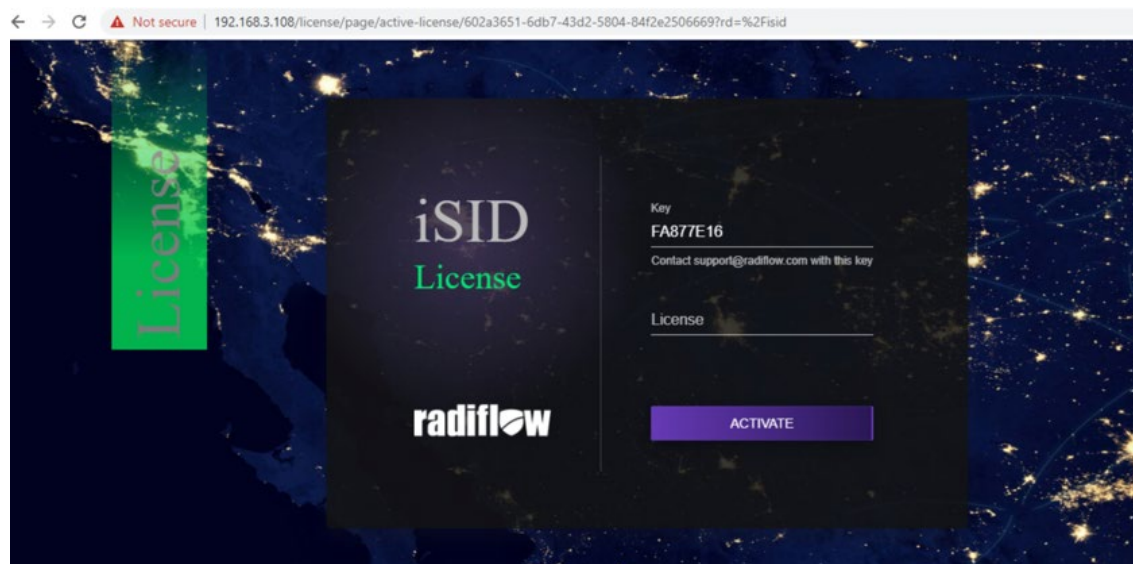 Not secure | 192.168.3.108/license/page/active-license/602a3651-6db7-43d2-5804-84f2e2506669?rd=%2Fisid
License
iSID
License
radiflow
Key
FA877E16
Contact support@radiflow.com with this key
License
ACTIVATE